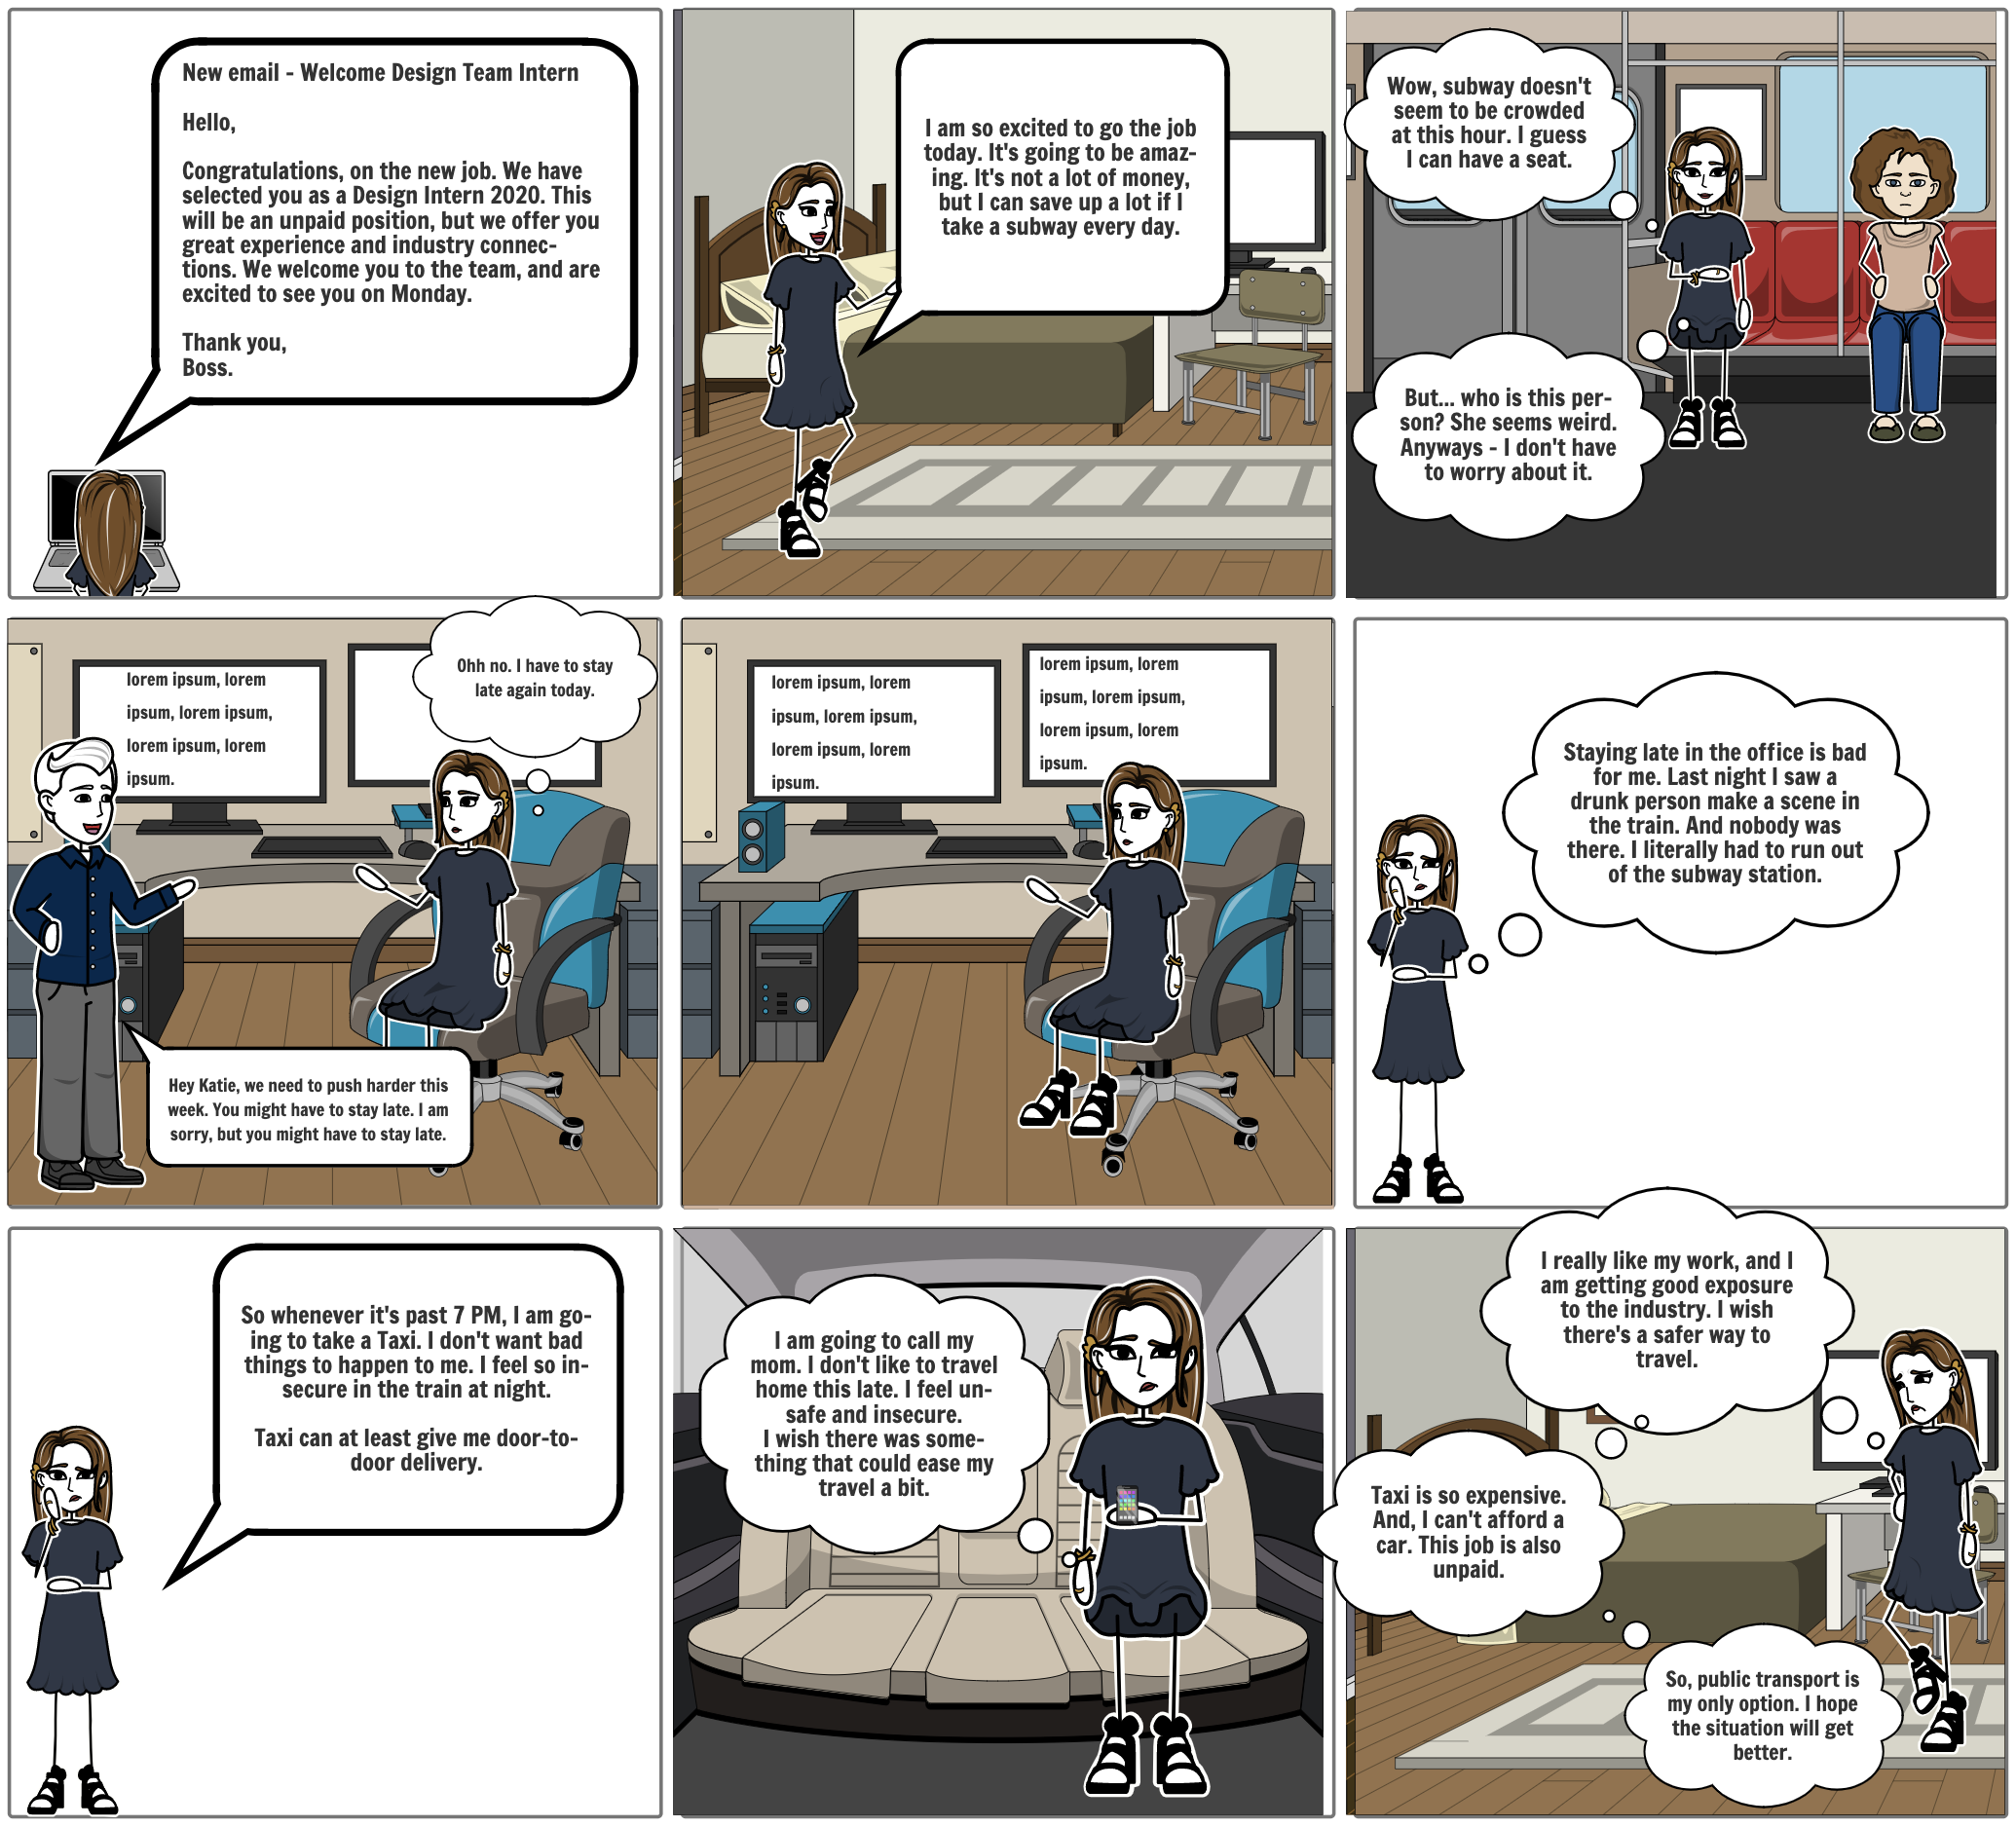 New email - Welcome Design Team Intern
Hello,
Congratulations, on the new job. We have
selected you as a Design Intern 2020. This
will be an unpaid position, but we offer you
great experience and industry connec-
tions. We welcome you to the team, and are
excited to see you on Monday.
Thank you,
Boss.
I am so excited to go the job
today. It's going to be amaz-
ing. It's not a lot of money,
but I can save up a lot if I
take a subway every day.
Wow, subway doesn't
seem to be crowded
at this hour. I guess
I can have a seat.
But... who is this per-
son? She seems weird.
Anyways - I don't have
to worry about it.
lorem ipsum, lorem
ipsum, lorem ipsum,
lorem ipsum, lorem
ipsum.
Ohh no. I have to stay
late again today.
Hey Katie, we need to push harder this
week. You might have to stay late. I am
sorry, but you might have to stay late.
lorem ipsum, lorem
ipsum, lorem ipsum,
lorem ipsum, lorem
ipsum.
lorem ipsum, lorem
ipsum, lorem ipsum,
lorem ipsum, lorem
ipsum.
Staying late in the office is bad
for me. Last night I saw a
drunk person make a scene in
the train. And nobody was
there. I literally had to run out
of the subway station.
So whenever it's past 7 PM, I am go-
ing to take a Taxi. I don't want bad
things to happen to me. I feel so in-
secure in the train at night.
Taxi can at least give me door-to-
door delivery.
I am going to call my
mom. I don't like to travel
home this late. I feel un-
safe and insecure.
I wish there was some-
thing that could ease my
travel a bit.
I really like my work, and I
am getting good exposure
to the industry. I wish
there's a safer way to
travel.
Taxi is so expensive.
And, I can't afford a
car. This job is also
unpaid.
So, public transport is
my only option. I hope
the situation will get
better.